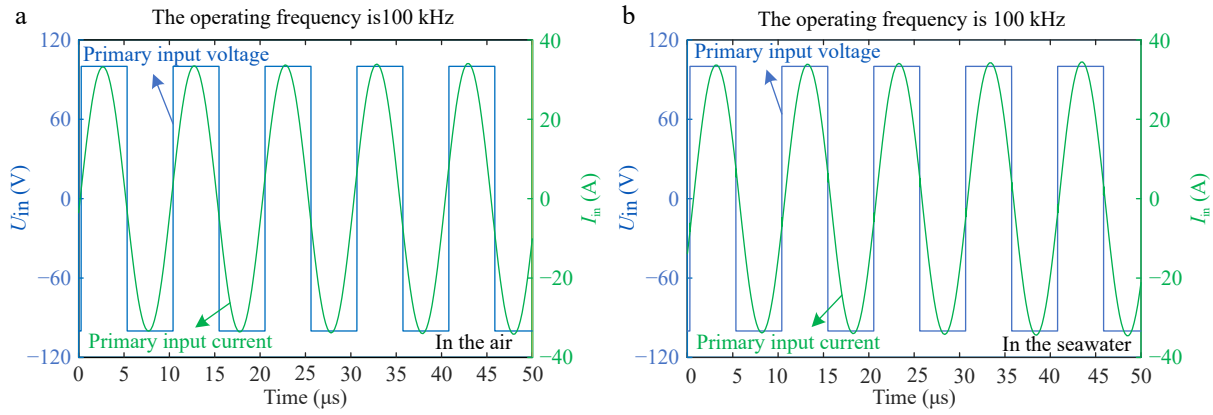 a
The operating frequency is100 kHz
120
60
0
−60
−120
Uin (V)
40
20
0
−20
−40
Iin (A)
Primary input voltage
Primary input current
In the air
0 5 10 15 20 25 30 35 40 45 50
Time (μs)
b
The operating frequency is 100 kHz
120
60
0
−60
−120
Uin (V)
40
20
0
−20
−40
Iin (A)
Primary input voltage
Primary input current
In the seawater
0 5 10 15 20 25 30 35 40 45 50
Time (μs)